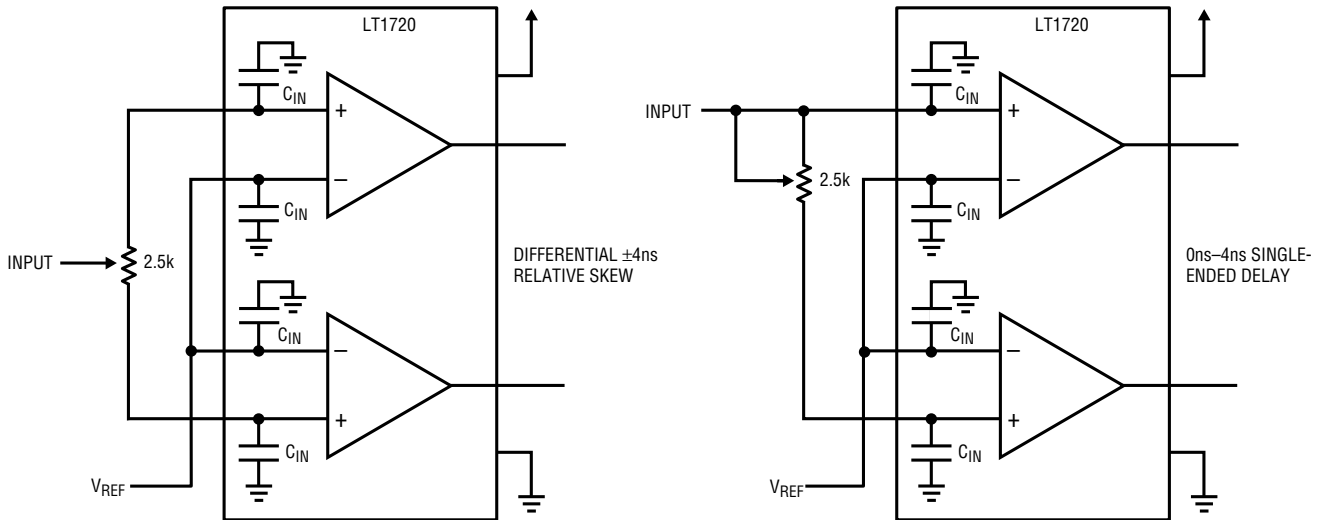 LT1720
C_IN
+
−
C_IN
INPUT
2.5k
DIFFERENTIAL ±4ns
RELATIVE SKEW
C_IN
−
+
C_IN
V_REF
LT1720
C_IN
INPUT
+
2.5k
−
C_IN
0ns–4ns SINGLE-
ENDED DELAY
C_IN
−
+
C_IN
V_REF